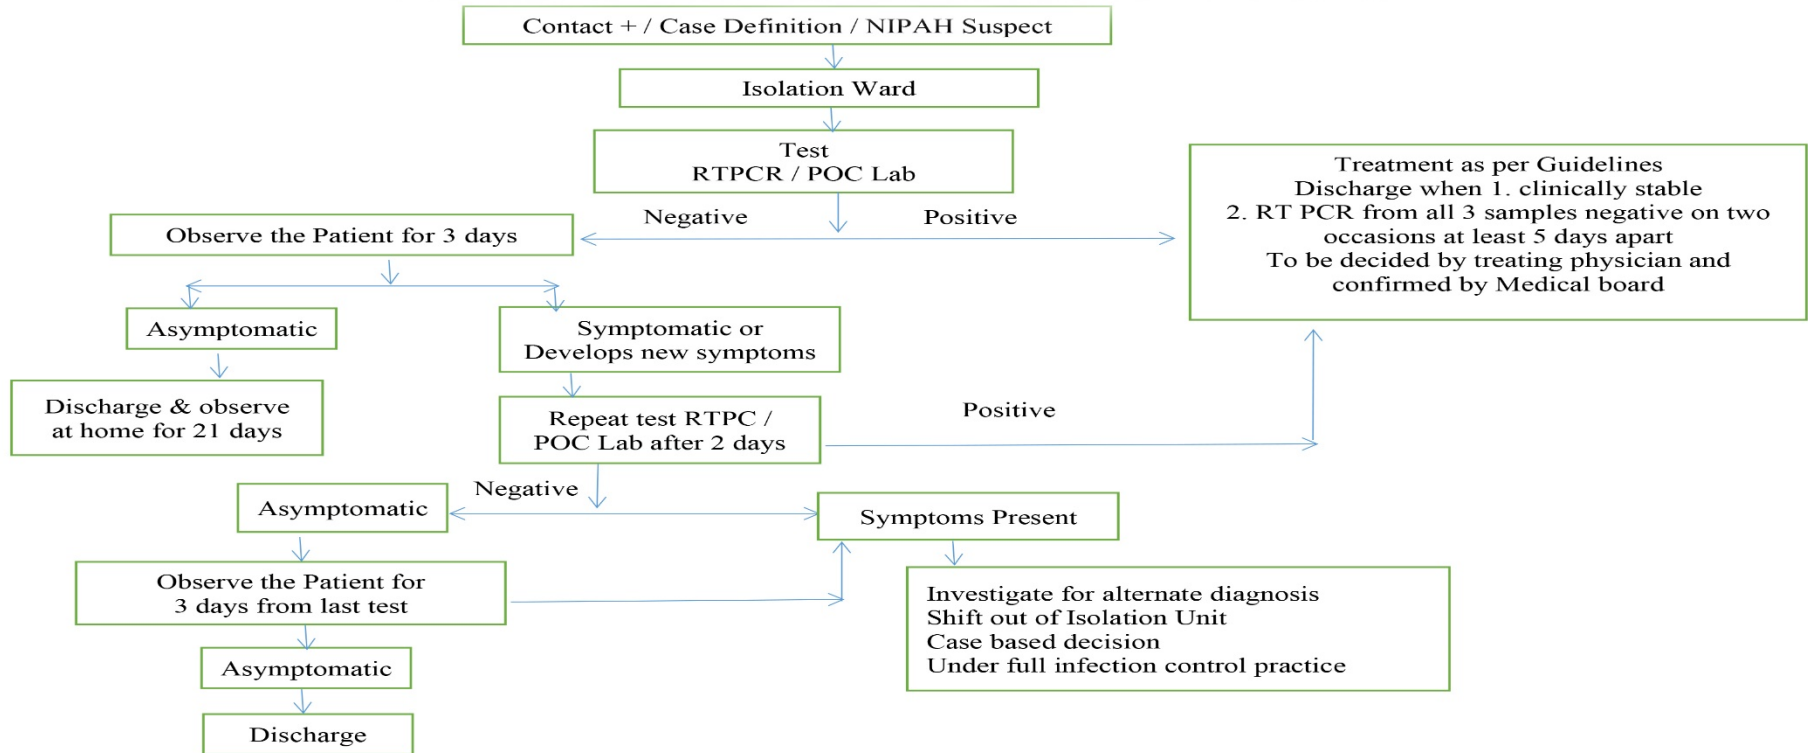 Contact + / Case Definition / NIPAH Suspect
Isolation Ward
Test
RTPCR / POC Lab
Negative
Positive
Treatment as per Guidelines
Discharge when 1. clinically stable
2. RT PCR from all 3 samples negative on two
occasions at least 5 days apart
To be decided by treating physician and
confirmed by Medical board
Observe the Patient for 3 days
Asymptomatic
Symptomatic or
Develops new symptoms
Discharge & observe
at home for 21 days
Repeat test RTPC /
POC Lab after 2 days
Positive
Negative
Asymptomatic
Symptoms Present
Observe the Patient for
3 days from last test
Investigate for alternate diagnosis
Shift out of Isolation Unit
Case based decision
Under full infection control practice
Asymptomatic
Discharge